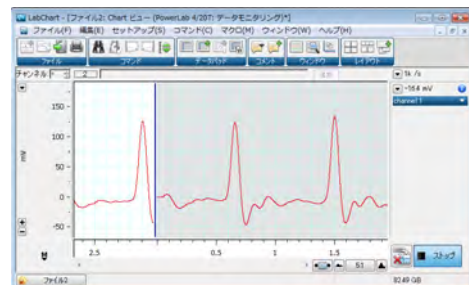 LabChart - [ファイル2: Chart ビュー (PowerLab 4/20T: データモニタリング)*]
ファイル(F) 編集(E) セットアップ(S) コマンド(C) マクロ(M) ウィンドウ(W) ヘルプ(H)
ファイル コマンド データパッド コメント ウィンドウ レイアウト
チャンネル: 2
1k /s
-164 mV
channel 1
150
100
50
0
-50
mV
2.5 0.5 1 1.5
5:1
ストップ
ファイル2
8249 GB